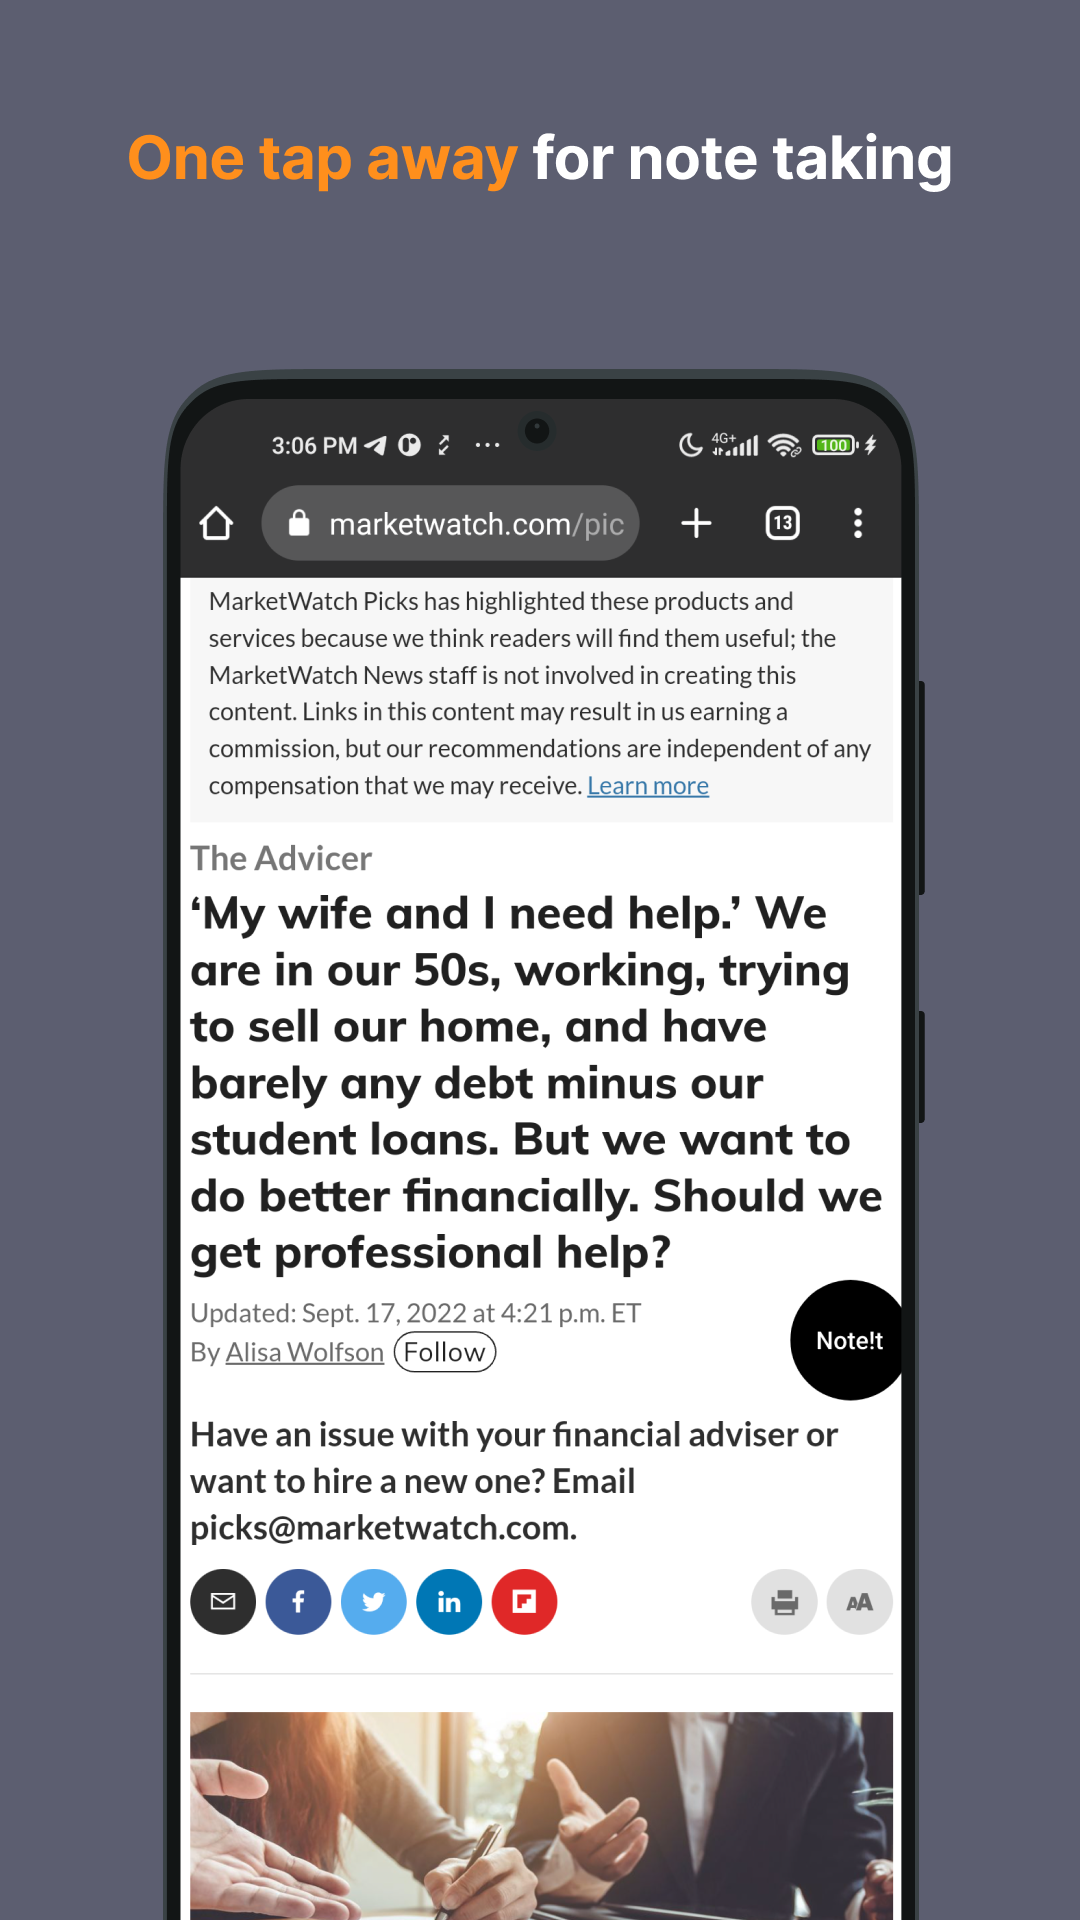 One tap away for note taking
3:06 PM
4G+
100
marketwatch.com/pic
13
MarketWatch Picks has highlighted these products and
services because we think readers will find them useful; the
MarketWatch News staff is not involved in creating this
content. Links in this content may result in us earning a
commission, but our recommendations are independent of any
compensation that we may receive. Learn more
The Advicer
‘My wife and I need help.’ We
are in our 50s, working, trying
to sell our home, and have
barely any debt minus our
student loans. But we want to
do better financially. Should we
get professional help?
Updated: Sept. 17, 2022 at 4:21 p.m. ET
By Alisa Wolfson Follow
Note!t
Have an issue with your financial adviser or
want to hire a new one? Email
picks@marketwatch.com.
f
in
AA